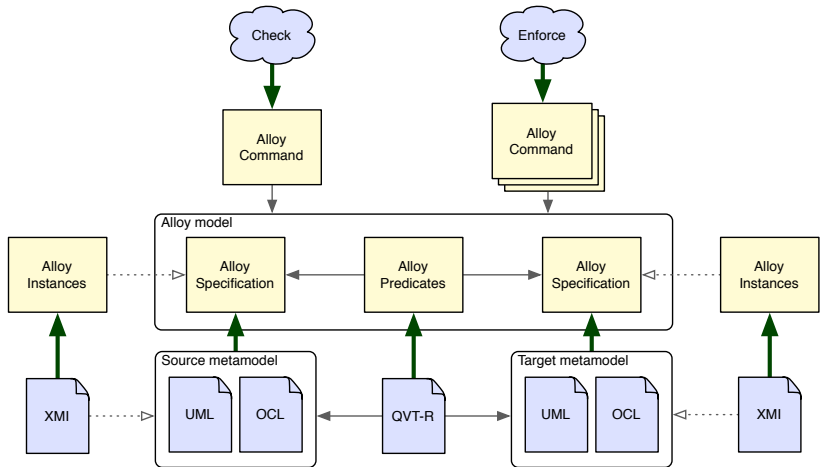 Check
Enforce
Alloy
Command
Alloy
Command
Alloy model
Alloy
Instances
Alloy
Specification
Alloy
Predicates
Alloy
Specification
Alloy
Instances
Source metamodel
Target metamodel
XMI
UML
OCL
QVT-R
UML
OCL
XMI